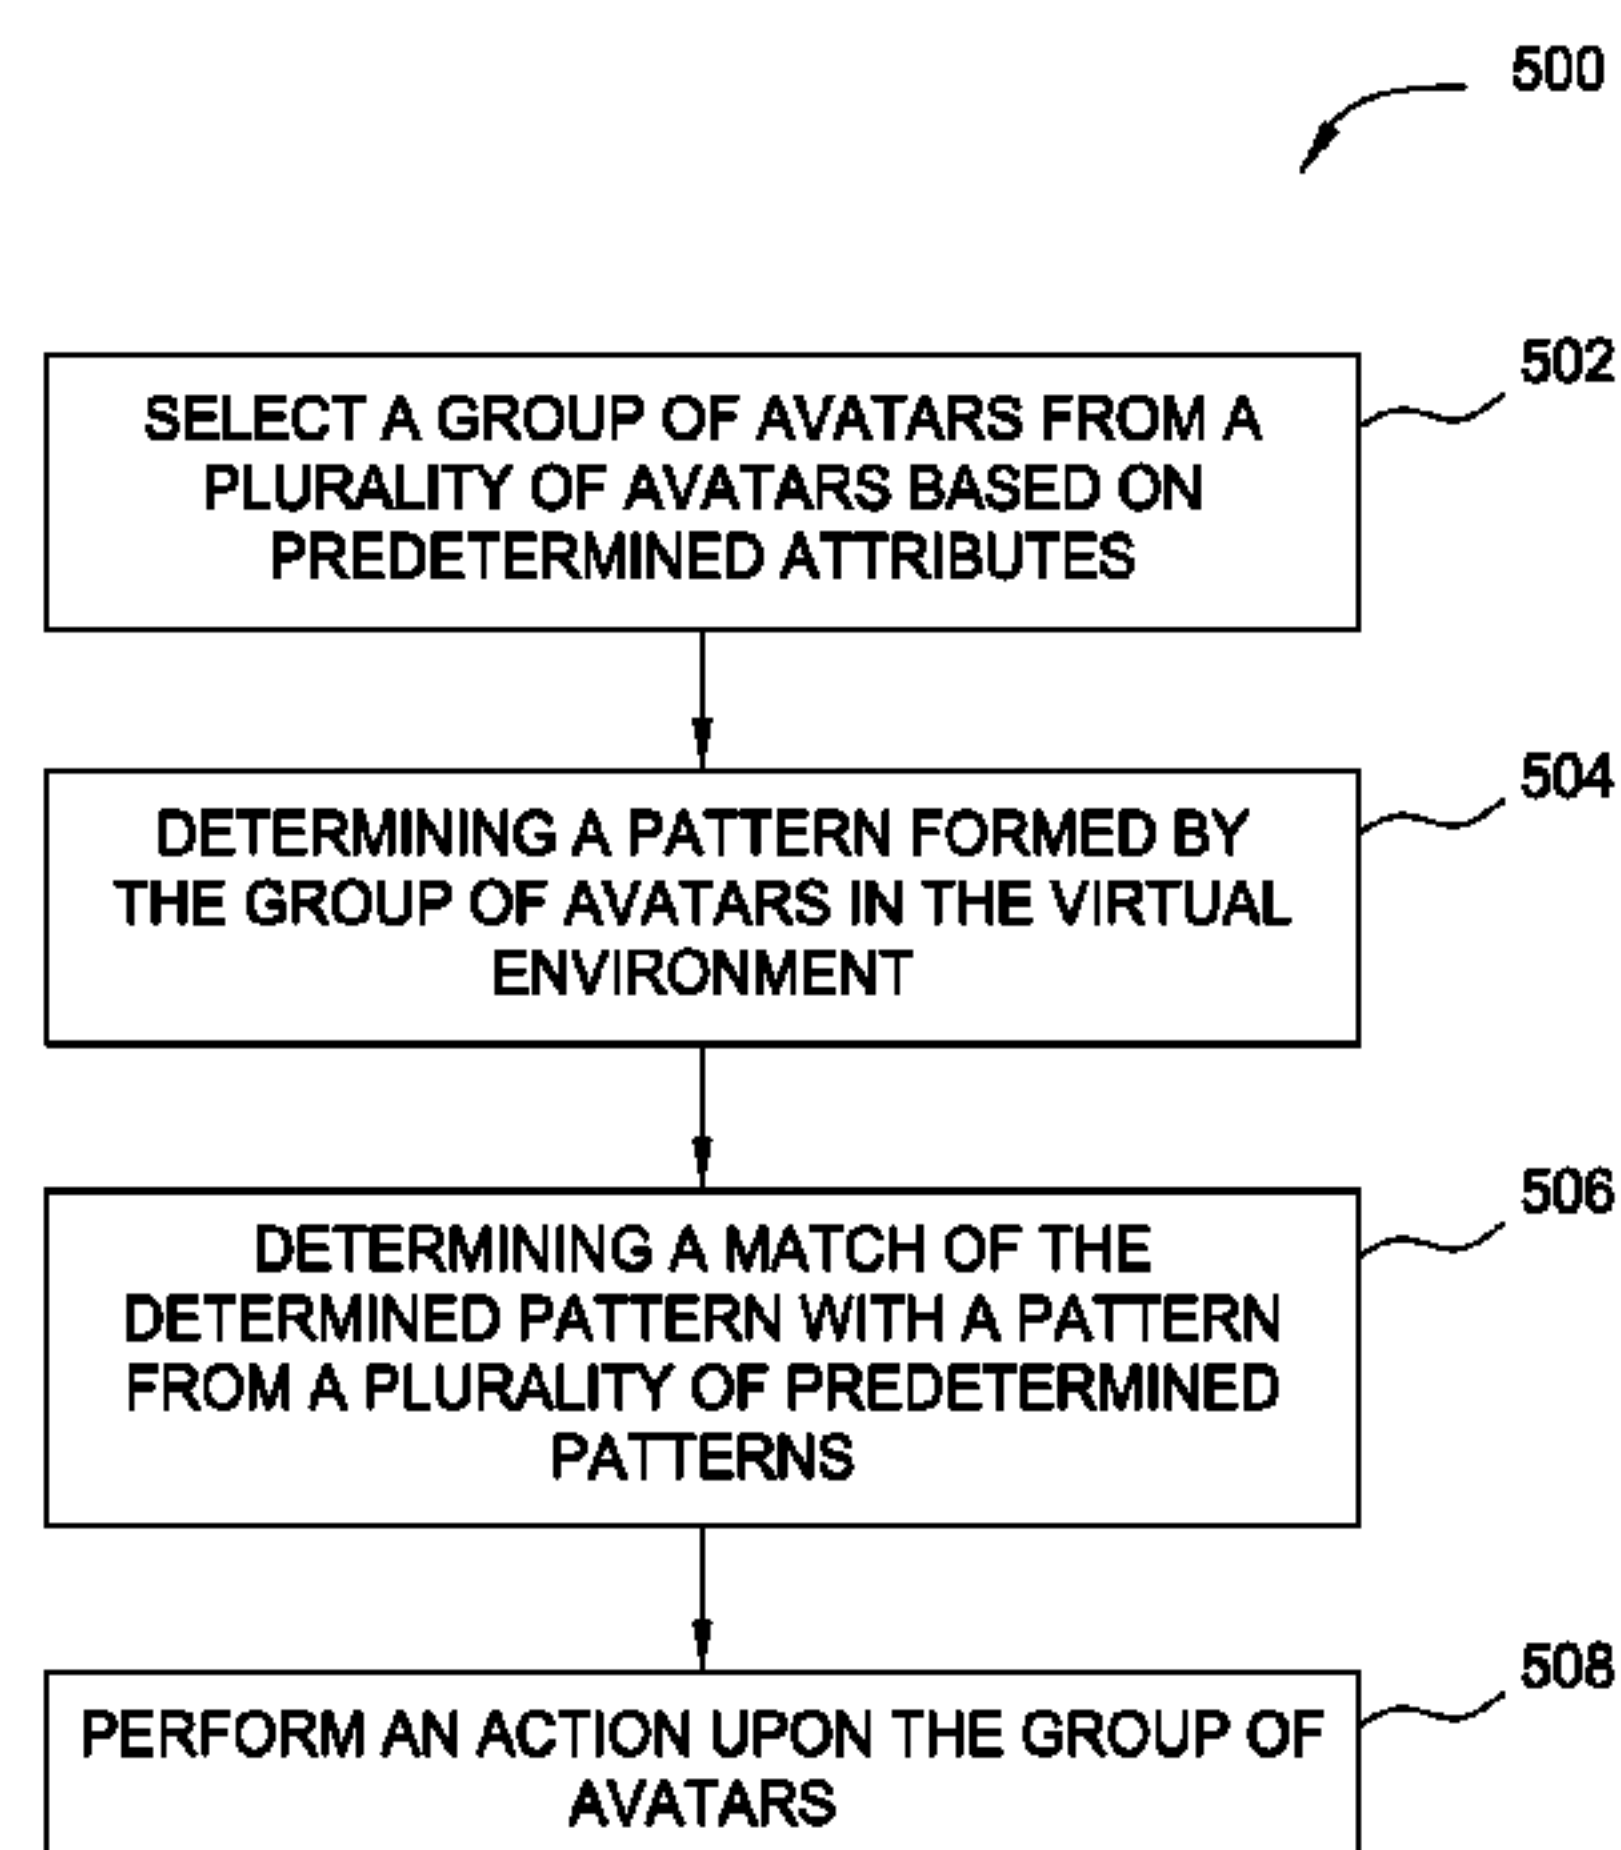 500
502
SELECT A GROUP OF AVATARS FROM A
PLURALITY OF AVATARS BASED ON
PREDETERMINED ATTRIBUTES
504
DETERMINING A PATTERN FORMED BY
THE GROUP OF AVATARS IN THE VIRTUAL
ENVIRONMENT
506
DETERMINING A MATCH OF THE
DETERMINED PATTERN WITH A PATTERN
FROM A PLURALITY OF PREDETERMINED
PATTERNS
508
PERFORM AN ACTION UPON THE GROUP OF
AVATARS